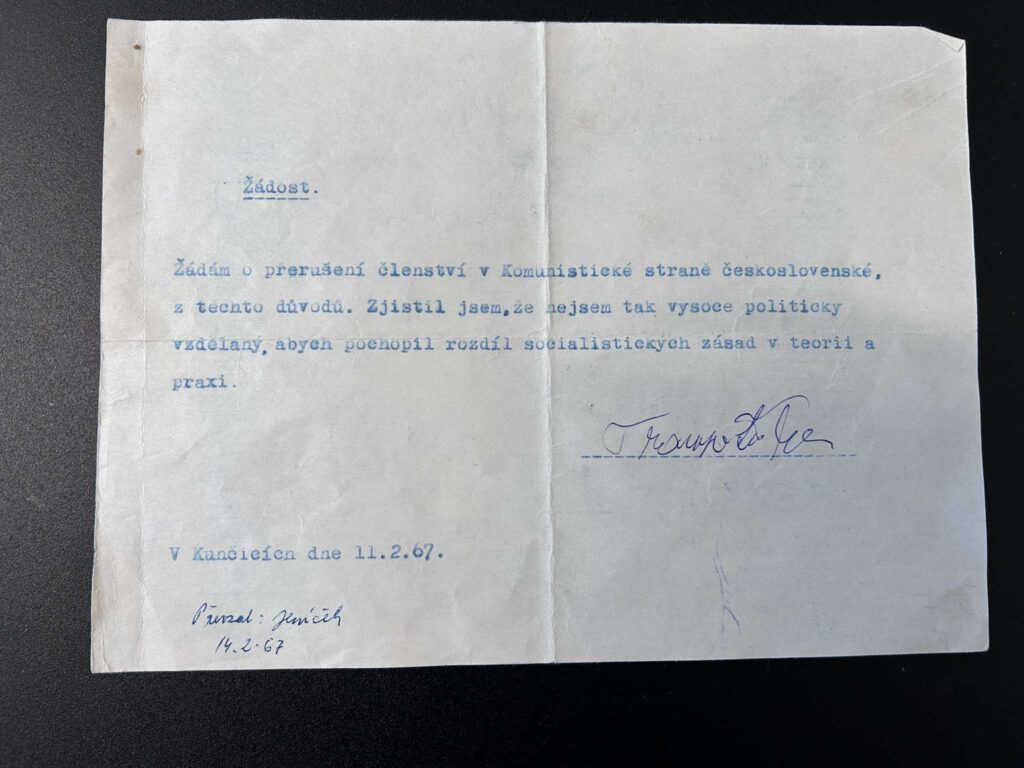 Žádost.
Žádám o přerušení členství v Komunistické straně československé,
z těchto důvodů. Zjistil jsem,že nejsem tak vysoce politicky
vzdělaný, abych pochopil rozdíl socialistických zásad v teorii a
praxi.
V Kunčicích dne 11.2.67.
Převzal: Jeníček
14.2.67